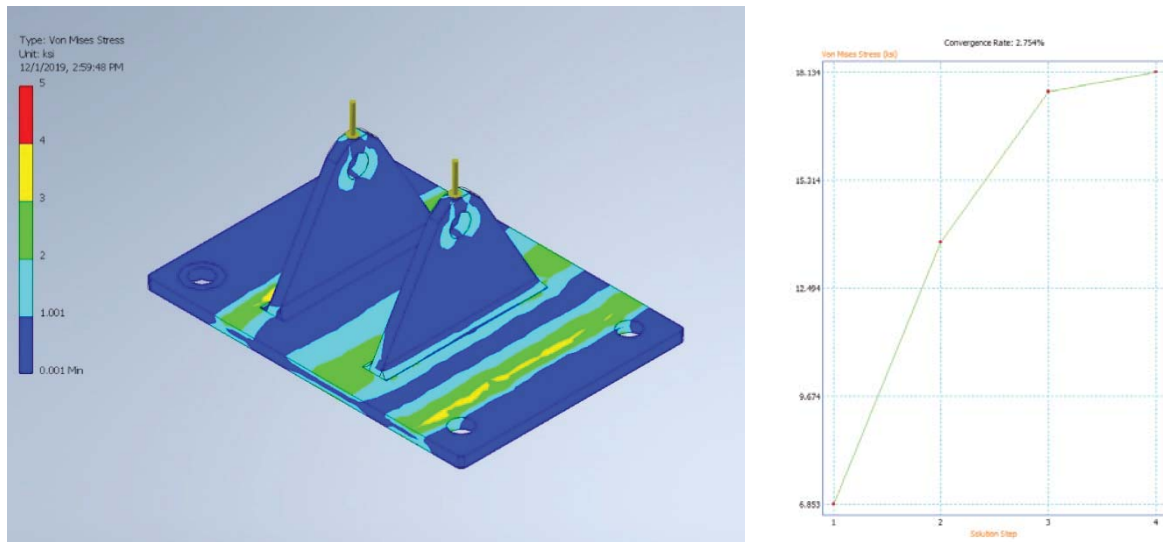 Type: Von Mises Stress
Unit: ksi
12/1/2019, 2:59:48 PM
5
4
3
2
1.001
0.001 Min
Convergence Rate: 2.754%
Von Mises Stress (ksi)
18.134
15.314
12.494
9.674
6.853
1 2 3 4
Solution Step